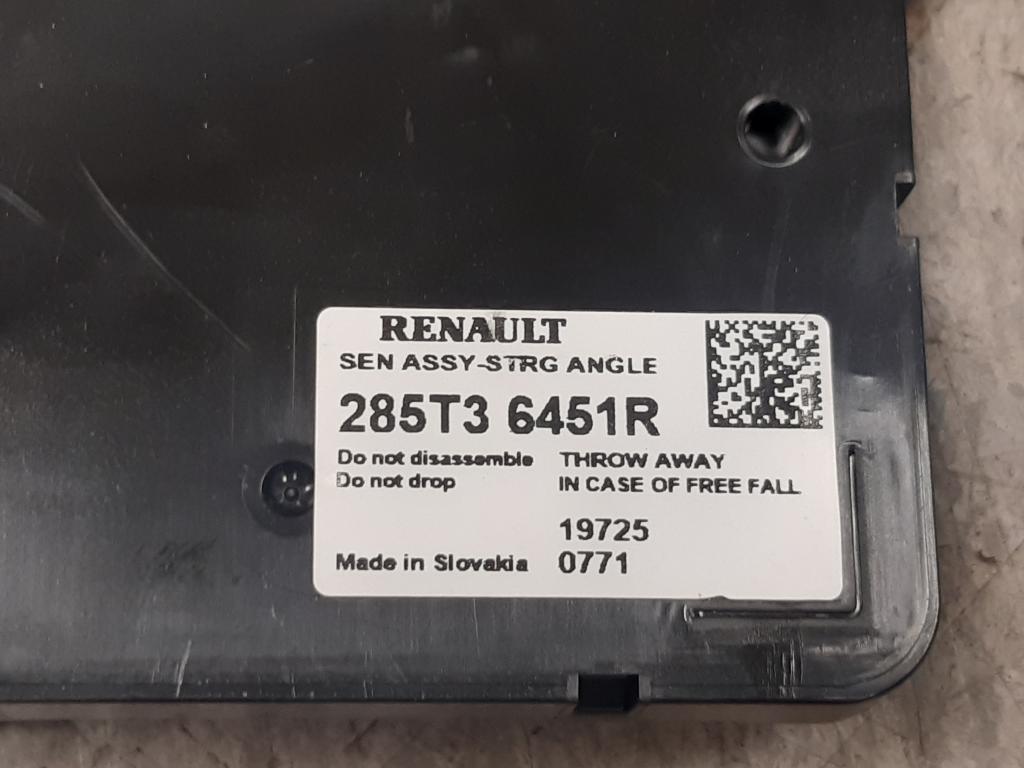 RENAULT
SEN ASSY-STRG ANGLE
285T3 6451R
Do not disassemble THROW AWAY
Do not drop IN CASE OF FREE FALL
19725
Made in Slovakia 0771